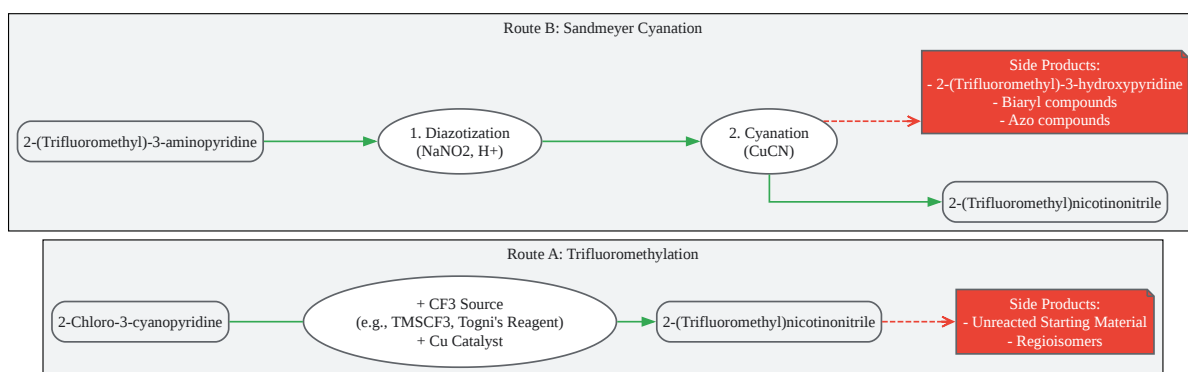 Route B: Sandmeyer Cyanation
2-(Trifluoromethyl)-3-aminopyridine
1. Diazotization
(NaNO2, H+)
2. Cyanation
(CuCN)
Side Products:
- 2-(Trifluoromethyl)-3-hydroxypyridine
- Biaryl compounds
- Azo compounds
2-(Trifluoromethyl)nicotinonitrile
Route A: Trifluoromethylation
2-Chloro-3-cyanopyridine
+ CF3 Source
(e.g., TMSCF3, Togni's Reagent)
+ Cu Catalyst
2-(Trifluoromethyl)nicotinonitrile
Side Products:
- Unreacted Starting Material
- Regioisomers